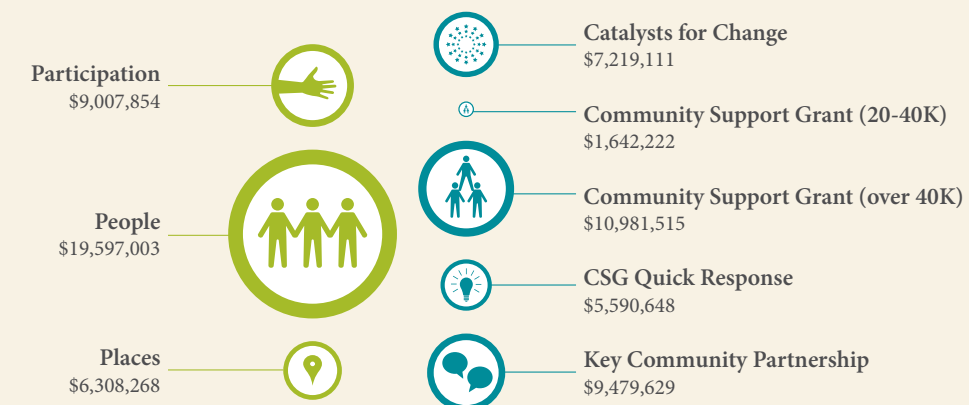 Participation
$9,007,854
People
$19,597,003
Places
$6,308,268
Catalysts for Change
$7,219,111
Community Support Grant (20-40K)
$1,642,222
Community Support Grant (over 40K)
$10,981,515
CSG Quick Response
$5,590,648
Key Community Partnership
$9,479,629